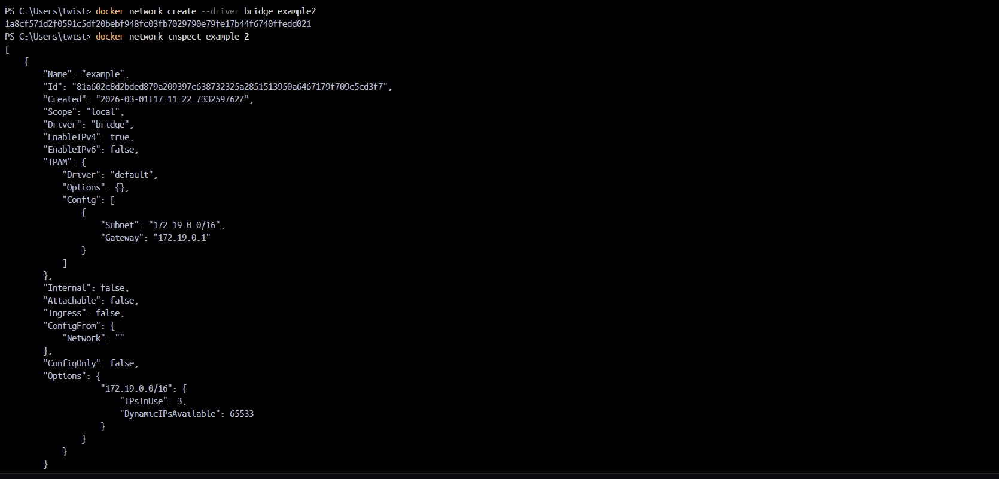 PS C:\Users\twist> docker network create --driver bridge example2
1a8cf571d2f0591c5df20bebf948fc03fb7029790e79fe17b44f6740ffedd021
PS C:\Users\twist> docker network inspect example 2
[
    {
        "Name": "example",
        "Id": "81a602c8d2bded879a209397c638732325a2851513950a6467179f709c5cd3f7",
        "Created": "2026-03-01T17:11:22.733259762Z",
        "Scope": "local",
        "Driver": "bridge",
        "EnableIPv4": true,
        "EnableIPv6": false,
        "IPAM": {
            "Driver": "default",
            "Options": {},
            "Config": [
                {
                    "Subnet": "172.19.0.0/16",
                    "Gateway": "172.19.0.1"
                }
            ]
        },
        "Internal": false,
        "Attachable": false,
        "Ingress": false,
        "ConfigFrom": {
            "Network": ""
        },
        "ConfigOnly": false,
        "Options": {
                    "172.19.0.0/16": {
                        "IPsInUse": 3,
                        "DynamicIPsAvailable": 65533
                    }
                }
            }
        }